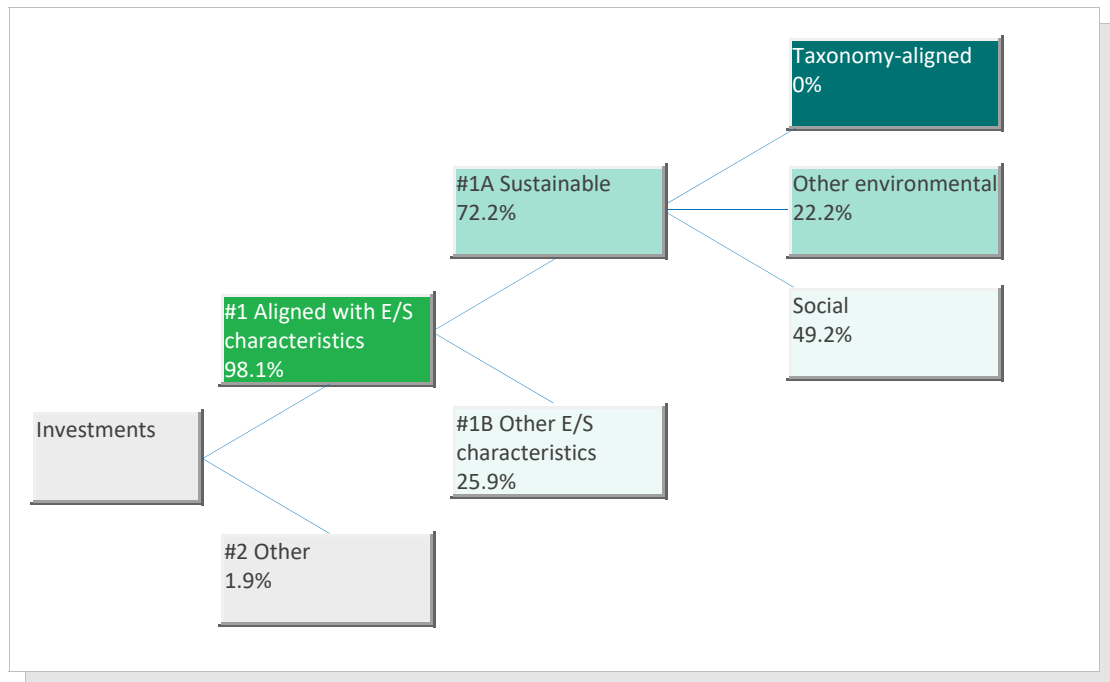 Taxonomy-aligned
0%
#1A Sustainable
72.2%
Other environmental
22.2%
Social
49.2%
#1 Aligned with E/S
characteristics
98.1%
#1B Other E/S
characteristics
25.9%
Investments
#2 Other
1.9%